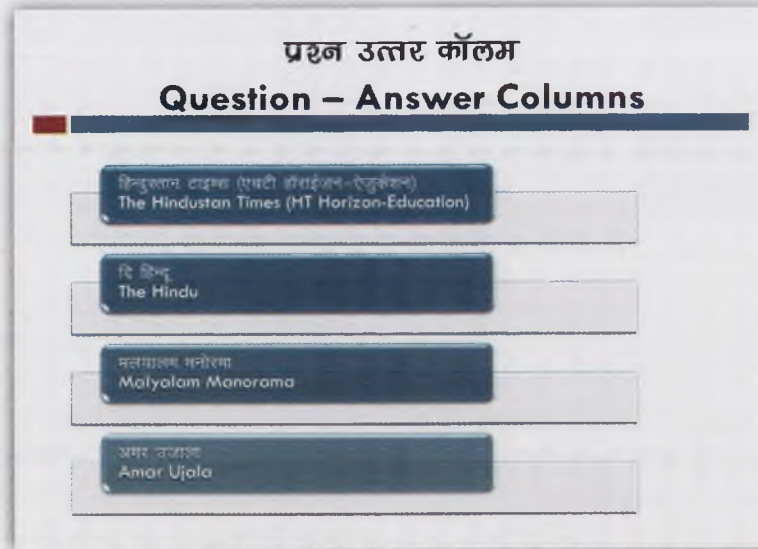 प्रश्न उत्तर कॉलम
Question – Answer Columns
हिन्दुस्तान टाइम्स (एचटी हॉराईजन-ऐजुकेशन)
The Hindustan Times (HT Horizon-Education)
दि हिन्दू
The Hindu
मलयालम मनोरमा
Malyalam Manorama
अमर उजाला
Amar Ujala